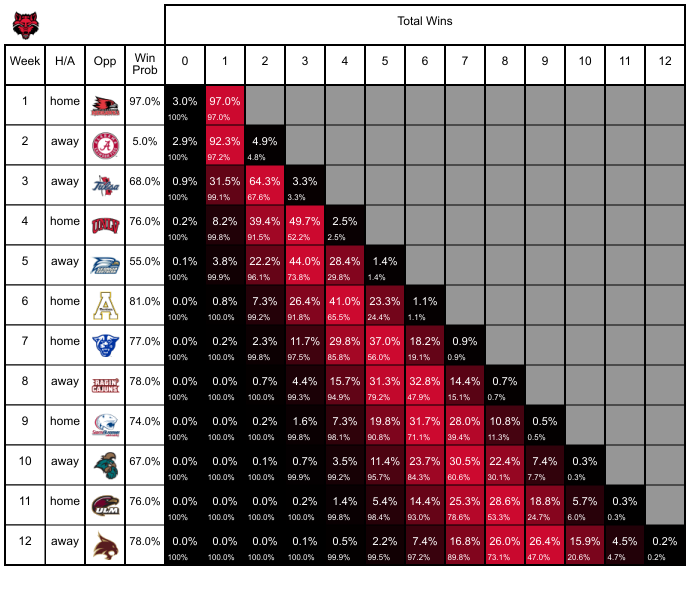 Total Wins
Week H/A Opp Win Prob 0 1 2 3 4 5 6 7 8 9 10 11 12
1 home 97.0% 3.0% 97.0%
100% 97.0%
2 away 5.0% 2.9% 92.3% 4.9%
100% 97.2% 4.8%
3 away Tulsa 68.0% 0.9% 31.5% 64.3% 3.3%
100% 99.1% 67.6% 3.3%
4 home UNLV 76.0% 0.2% 8.2% 39.4% 49.7% 2.5%
100% 99.8% 91.5% 52.2% 2.5%
5 away 55.0% 0.1% 3.8% 22.2% 44.0% 28.4% 1.4%
100% 99.9% 96.1% 73.8% 29.8% 1.4%
6 home A 81.0% 0.0% 0.8% 7.3% 26.4% 41.0% 23.3% 1.1%
100% 100.0% 99.2% 91.8% 65.5% 24.4% 1.1%
7 home 77.0% 0.0% 0.2% 2.3% 11.7% 29.8% 37.0% 18.2% 0.9%
100% 100.0% 99.8% 97.5% 85.8% 56.0% 19.1% 0.9%
8 away RAGIN' CAJUNS 78.0% 0.0% 0.0% 0.7% 4.4% 15.7% 31.3% 32.8% 14.4% 0.7%
100% 100.0% 100.0% 99.3% 94.9% 79.2% 47.9% 15.1% 0.7%
9 home 74.0% 0.0% 0.0% 0.2% 1.6% 7.3% 19.8% 31.7% 28.0% 10.8% 0.5%
100% 100.0% 100.0% 99.8% 98.1% 90.8% 71.1% 39.4% 11.3% 0.5%
10 away 67.0% 0.0% 0.0% 0.1% 0.7% 3.5% 11.4% 23.7% 30.5% 22.4% 7.4% 0.3%
100% 100.0% 100.0% 99.9% 99.2% 95.7% 84.3% 60.6% 30.1% 7.7% 0.3%
11 home ULM 76.0% 0.0% 0.0% 0.0% 0.2% 1.4% 5.4% 14.4% 25.3% 28.6% 18.8% 5.7% 0.3%
100% 100.0% 100.0% 100.0% 99.8% 98.4% 93.0% 78.6% 53.3% 24.7% 6.0% 0.3%
12 away 78.0% 0.0% 0.0% 0.0% 0.1% 0.5% 2.2% 7.4% 16.8% 26.0% 26.4% 15.9% 4.5% 0.2%
100% 100.0% 100.0% 100.0% 99.9% 99.5% 97.2% 89.8% 73.1% 47.0% 20.6% 4.7% 0.2%